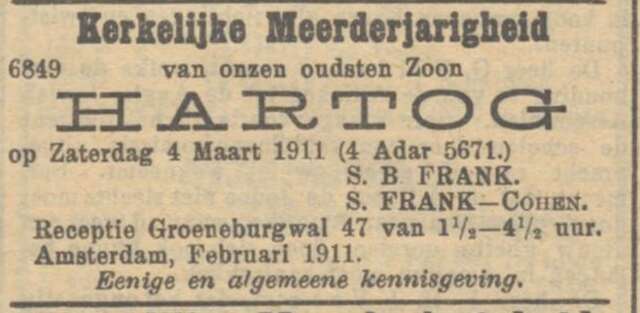 Kerkelijke Meerderjarigheid
6849 van onzen oudsten Zoon
HARTOG
op Zaterdag 4 Maart 1911 (4 Adar 5671.)
S. B. FRANK.
S. FRANK—COHEN.
Receptie Groeneburgwal 47 van 1½—4½ uur.
Amsterdam, Februari 1911.
Eenige en algemeene kennisgeving.